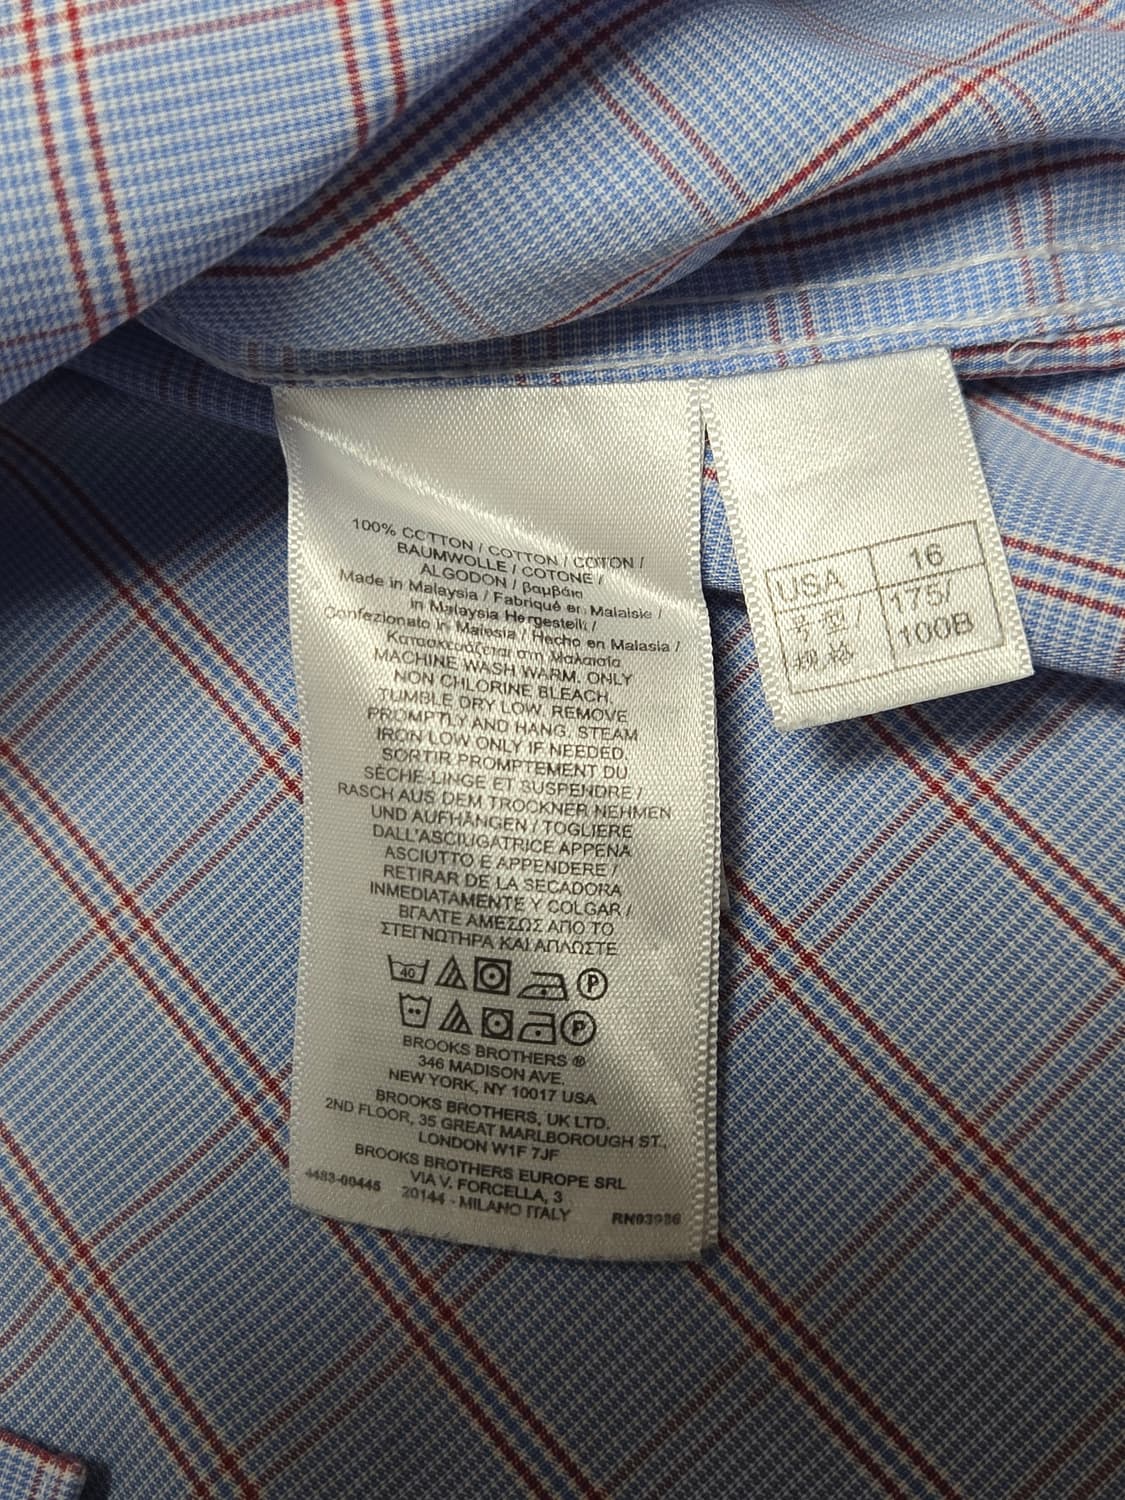 100% COTTON / COTTON / COTON /
BAUMWOLLE / COTONE /
ALGODON / βαμβάκι
Made in Malaysia / Fabriqué en Malaisie /
in Malaysia Hergestellt /
Confezionato in Malesia / Hecho en Malasia /
Κατασκευάζεται στη Μαλαισία
MACHINE WASH WARM. ONLY
NON CHLORINE BLEACH.
TUMBLE DRY LOW. REMOVE
PROMPTLY AND HANG. STEAM
IRON LOW ONLY IF NEEDED.
SORTIR PROMPTEMENT DU
SÈCHE-LINGE ET SUSPENDRE /
RASCH AUS DEM TROCKNER NEHMEN
UND AUFHÄNGEN / TOGLIERE
DALL'ASCIUGATRICE APPENA
ASCIUTTO E APPENDERE /
RETIRAR DE LA SECADORA
INMEDIATAMENTE Y COLGAR /
ΒΓΑΛΤΕ ΑΜΕΣΩΣ ΑΠΟ ΤΟ
ΣΤΕΓΝΩΤΗΡΑ ΚΑΙ ΑΠΛΩΣΤΕ
40 P
P
BROOKS BROTHERS ®
346 MADISON AVE.
NEW YORK, NY 10017 USA
BROOKS BROTHERS, UK LTD.
2ND FLOOR, 35 GREAT MARLBOROUGH ST.,
LONDON W1F 7JF
BROOKS BROTHERS EUROPE SRL
VIA V. FORCELLA, 3
4483-00445 20144 - MILANO ITALY RN03986
USA 16
号型/ 175/
规格 100B